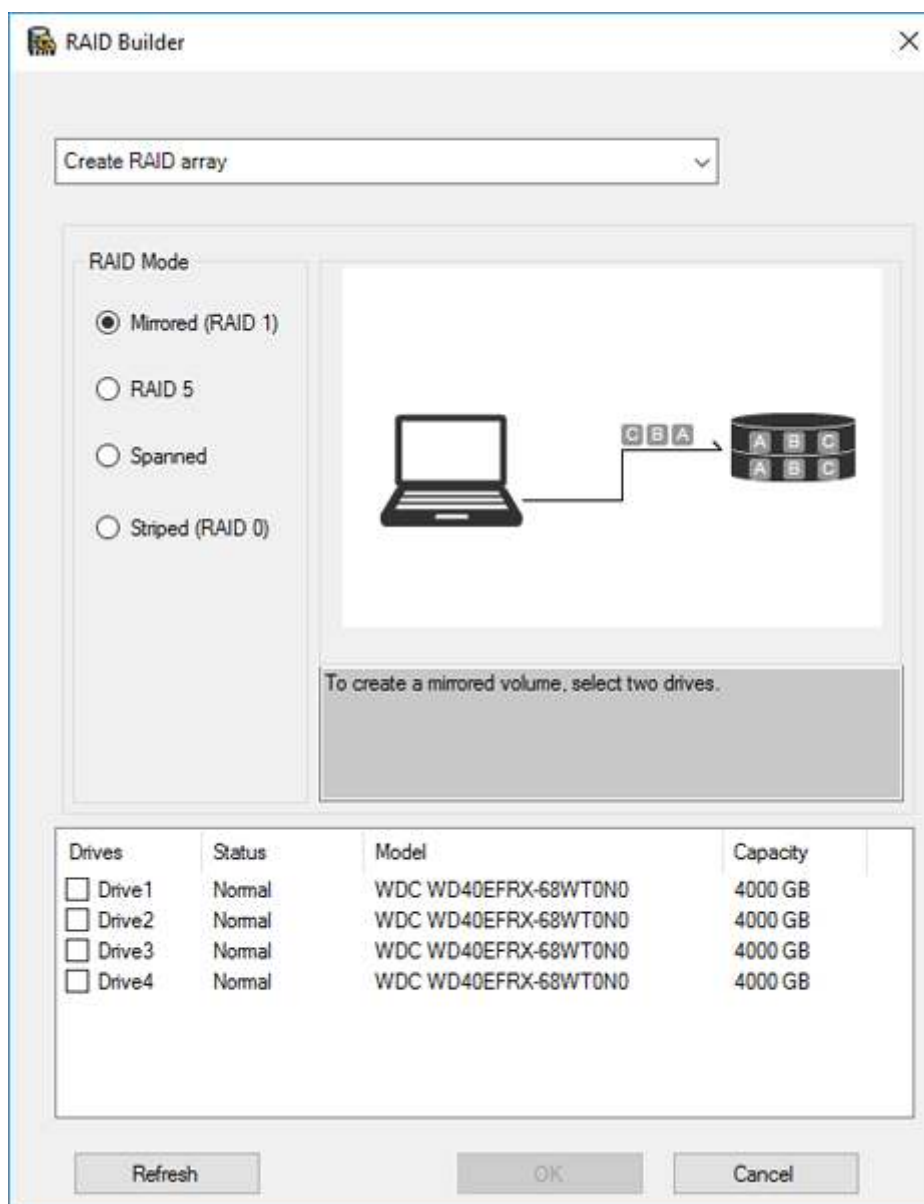 RAID Builder
Create RAID array
RAID Mode
Mirrored (RAID 1)
RAID 5
Spanned
Striped (RAID 0)
C B A
A B C
A B C
To create a mirrored volume, select two drives.
Drives Status Model Capacity
Drive1 Normal WDC WD40EFRX-68WT0N0 4000 GB
Drive2 Normal WDC WD40EFRX-68WT0N0 4000 GB
Drive3 Normal WDC WD40EFRX-68WT0N0 4000 GB
Drive4 Normal WDC WD40EFRX-68WT0N0 4000 GB
Refresh OK Cancel